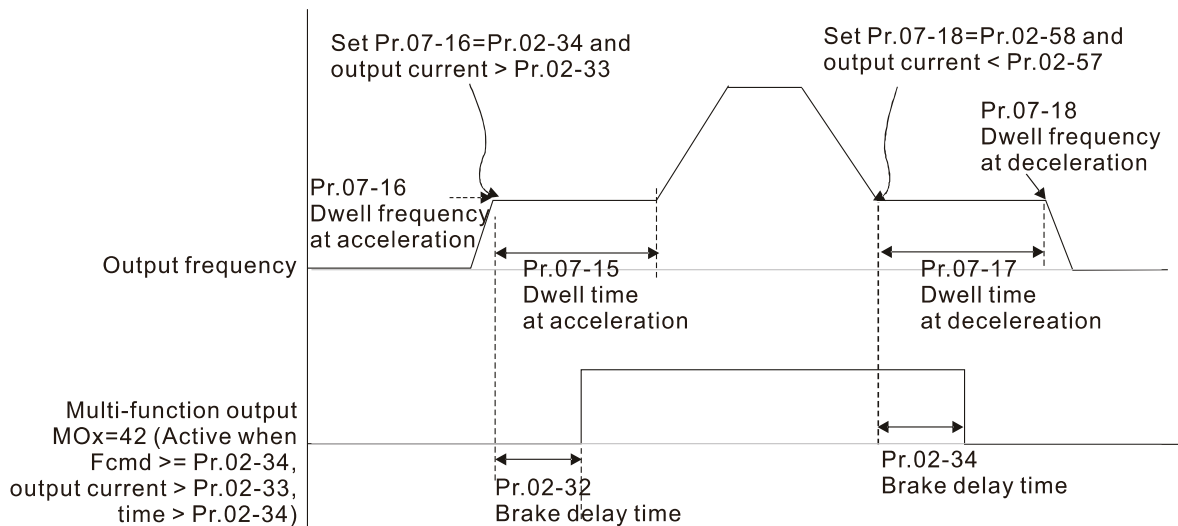 Set Pr.07-16=Pr.02-34 and
output current > Pr.02-33
Set Pr.07-18=Pr.02-58 and
output current < Pr.02-57
Pr.07-18
Dwell frequency
at deceleration
Pr.07-16
Dwell frequency
at acceleration
Output frequency
Pr.07-15
Dwell time
at acceleration
Pr.07-17
Dwell time
at decelereation
Multi-function output
MOx=42 (Active when
Fcmd >= Pr.02-34,
output current > Pr.02-33,
time > Pr.02-34)
Pr.02-32
Brake delay time
Pr.02-34
Brake delay time